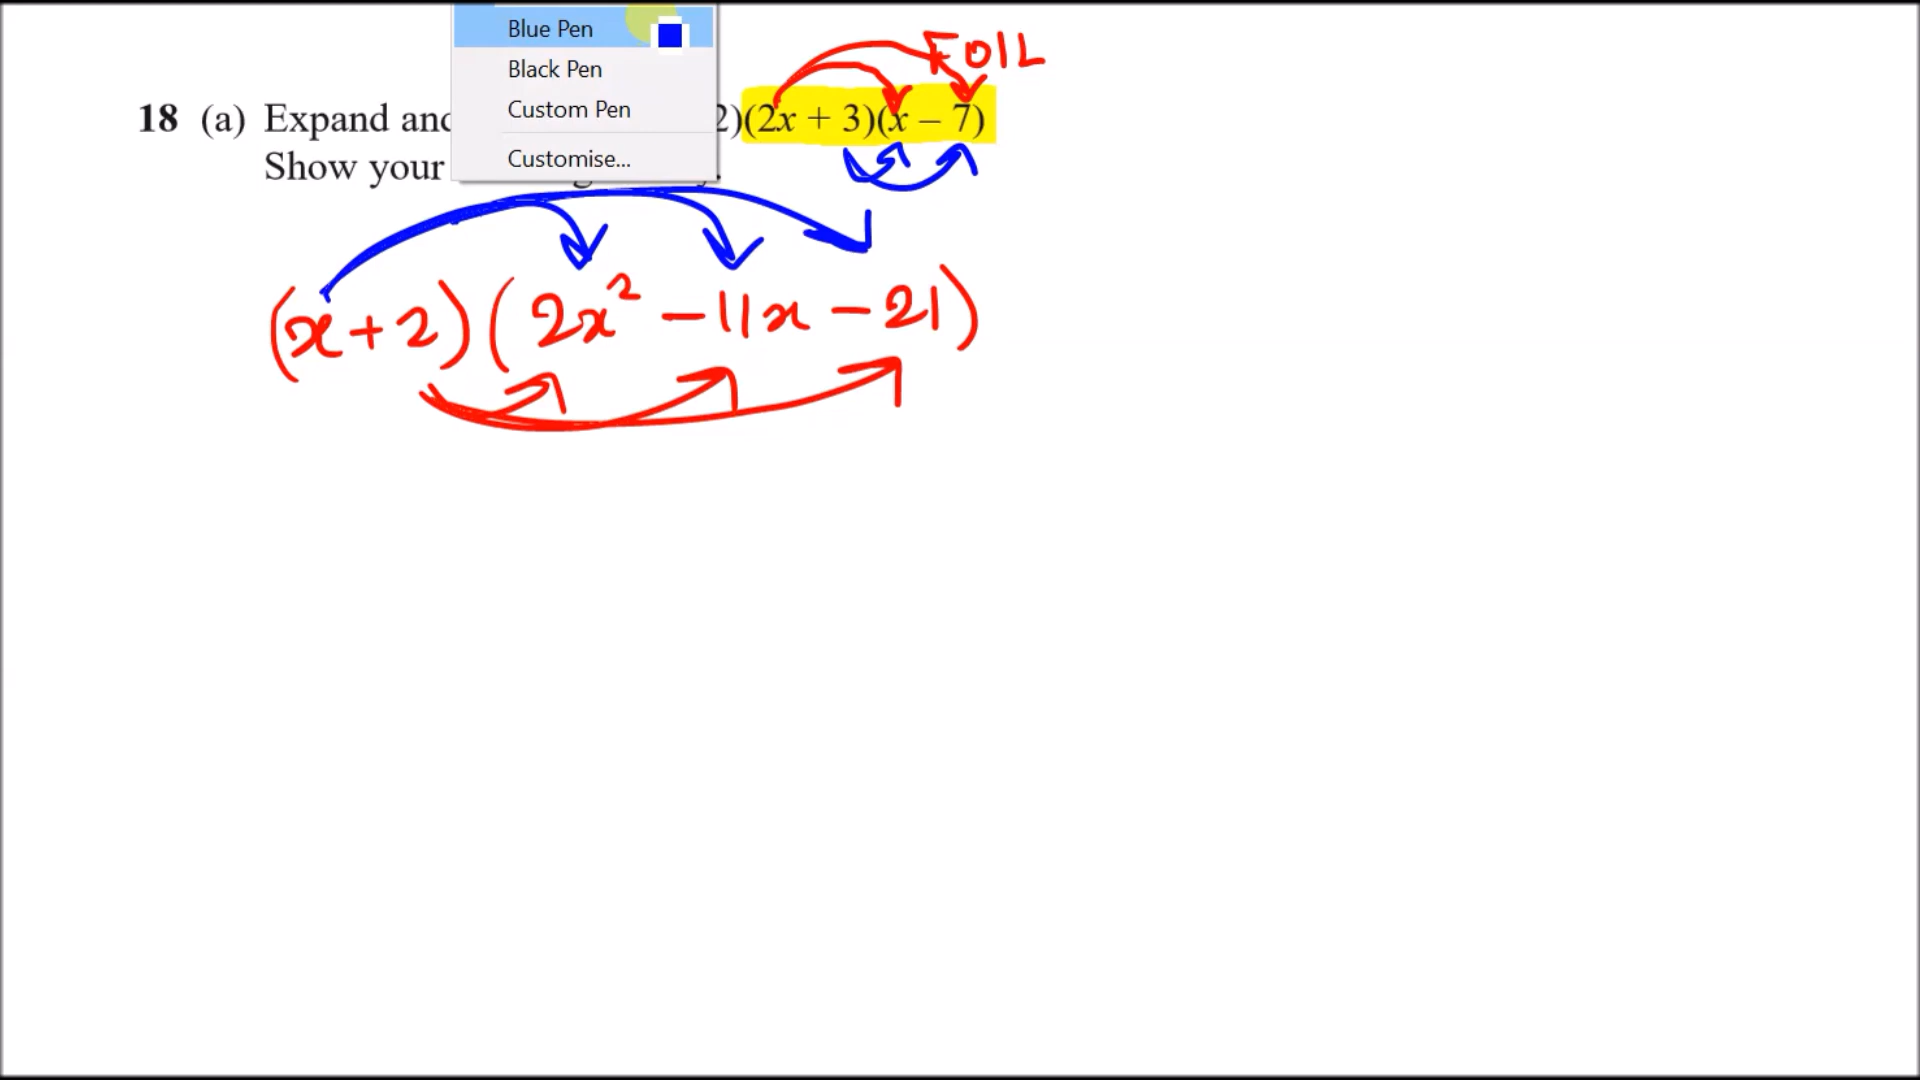 Blue Pen
Black Pen
Custom Pen
Customise...
FOIL
18 (a) Expand and 2)(2x + 3)(x – 7)
Show your
(x+2)(2x² -11x -21)